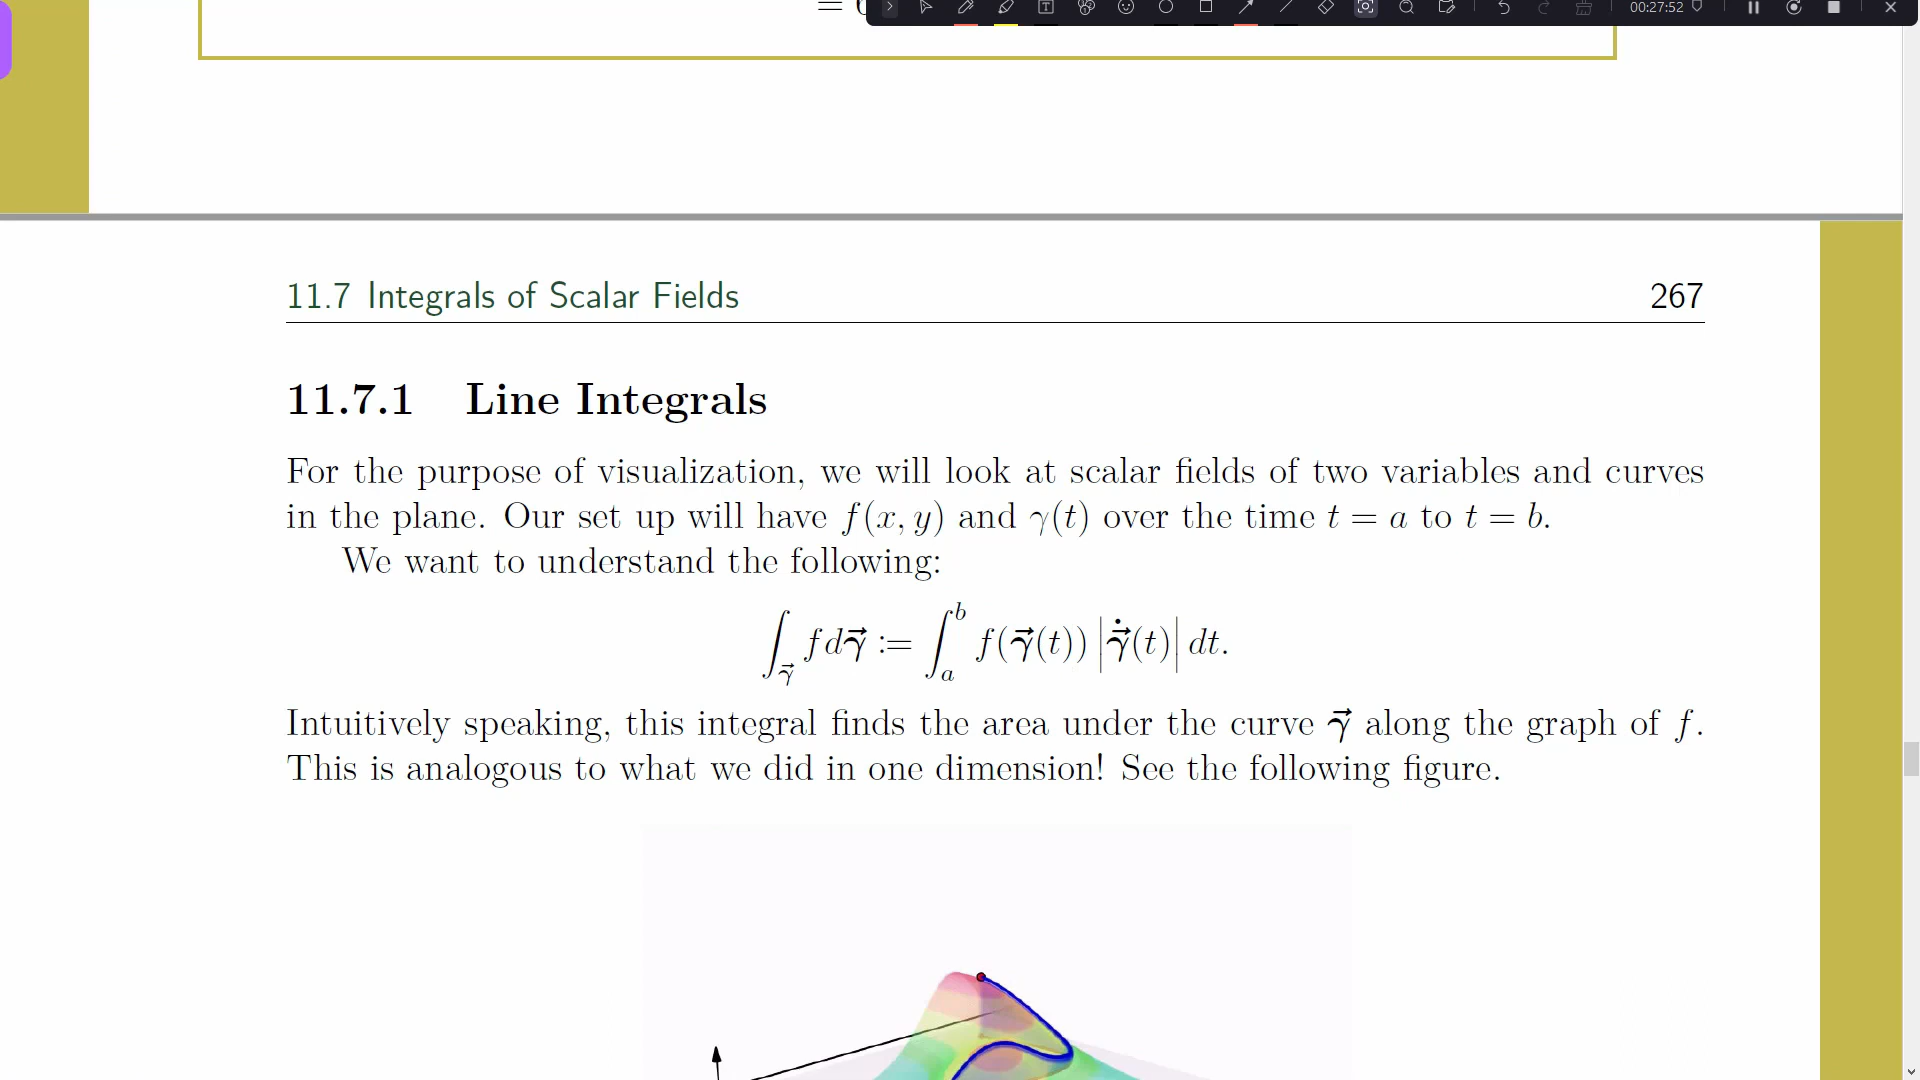 =
00:27:52
11.7 Integrals of Scalar Fields 267
11.7.1 Line Integrals
For the purpose of visualization, we will look at scalar fields of two variables and curves
in the plane. Our set up will have f(x, y) and γ(t) over the time t = a to t = b.
We want to understand the following:
∫_γ⃗ f dγ⃗ := ∫_a^b f(γ⃗(t)) |γ⃗̇(t)| dt.
Intuitively speaking, this integral finds the area under the curve γ⃗ along the graph of f.
This is analogous to what we did in one dimension! See the following figure.